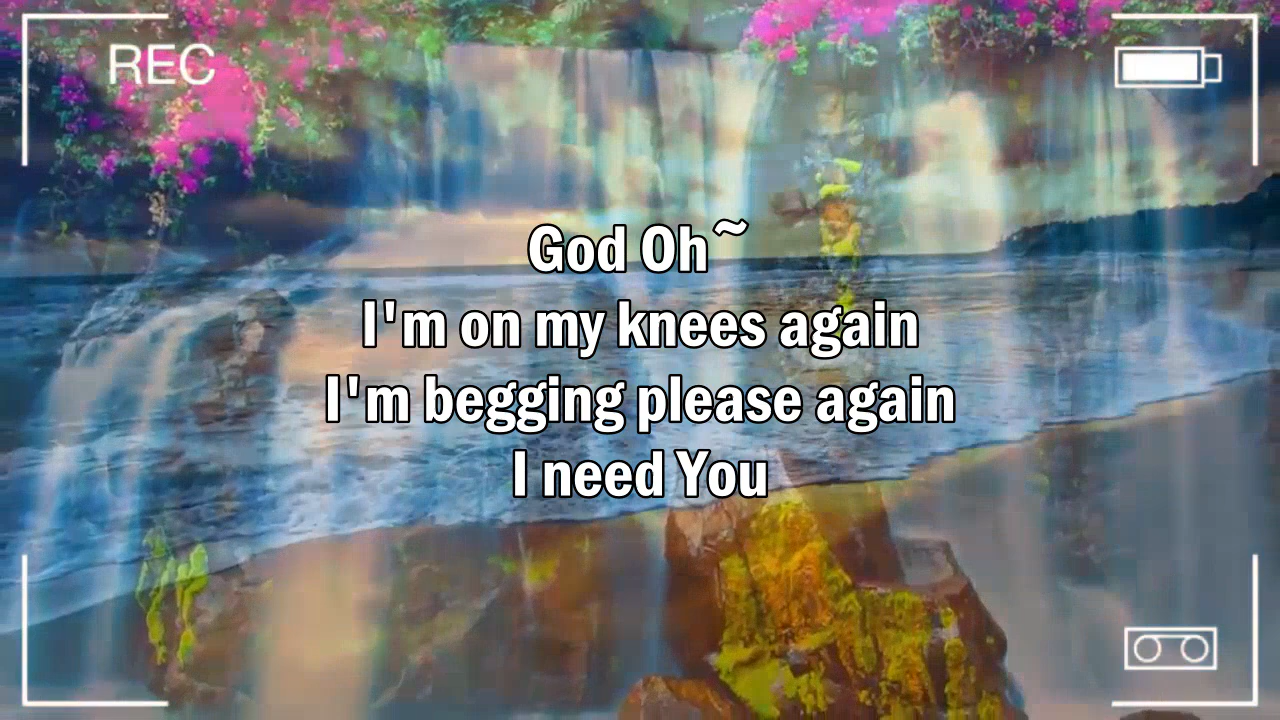 REC
God Oh~
I'm on my knees again
I'm begging please again
I need You